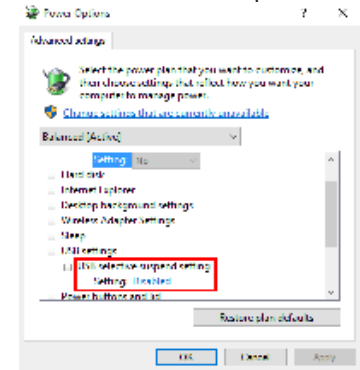 Power Options
?
Advanced settings
Select the power plan that you want to customize, and
then choose settings that reflect how you want your
computer to manage power.
Change settings that are currently unavailable
Balanced [Active]
Setting: No
Hard disk
Internet Explorer
Desktop background settings
Wireless Adapter Settings
Sleep
USB settings
USB selective suspend setting
Setting: Disabled
Power buttons and lid
Restore plan defaults
OK
Cancel
Apply